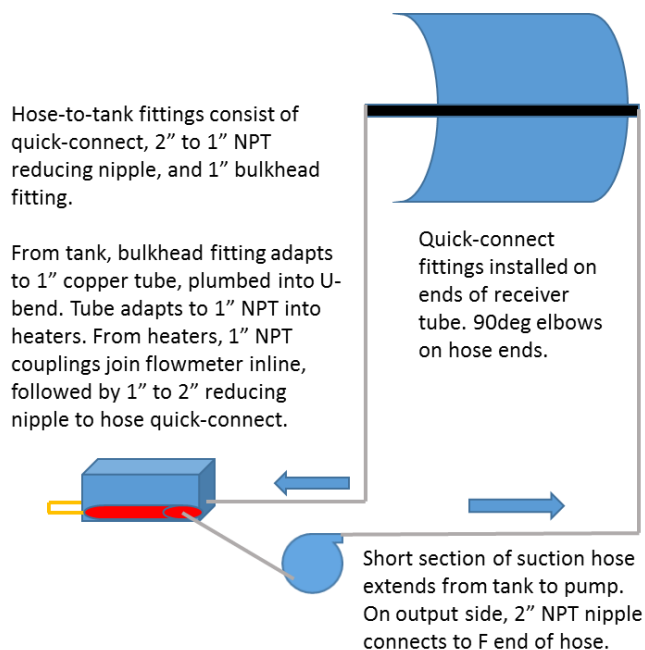 Hose-to-tank fittings consist of
quick-connect, 2” to 1” NPT
reducing nipple, and 1” bulkhead
fitting.
From tank, bulkhead fitting adapts
to 1” copper tube, plumbed into U-
bend. Tube adapts to 1” NPT into
heaters. From heaters, 1” NPT
couplings join flowmeter inline,
followed by 1” to 2” reducing
nipple to hose quick-connect.
Quick-connect
fittings installed on
ends of receiver
tube. 90deg elbows
on hose ends.
Short section of suction hose
extends from tank to pump.
On output side, 2” NPT nipple
connects to F end of hose.